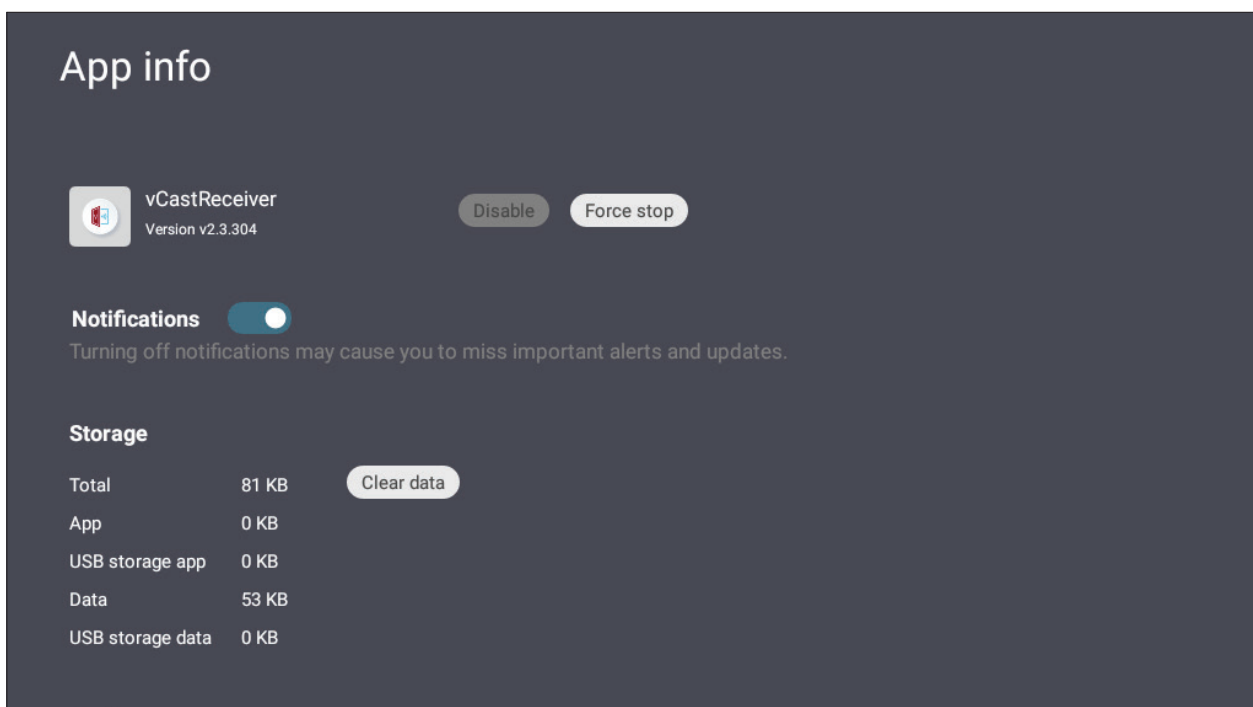 App info
vCastReceiver
Version v2.3.304
Disable
Force stop
Notifications
Turning off notifications may cause you to miss important alerts and updates.
Storage
Total 81 KB Clear data
App 0 KB
USB storage app 0 KB
Data 53 KB
USB storage data 0 KB